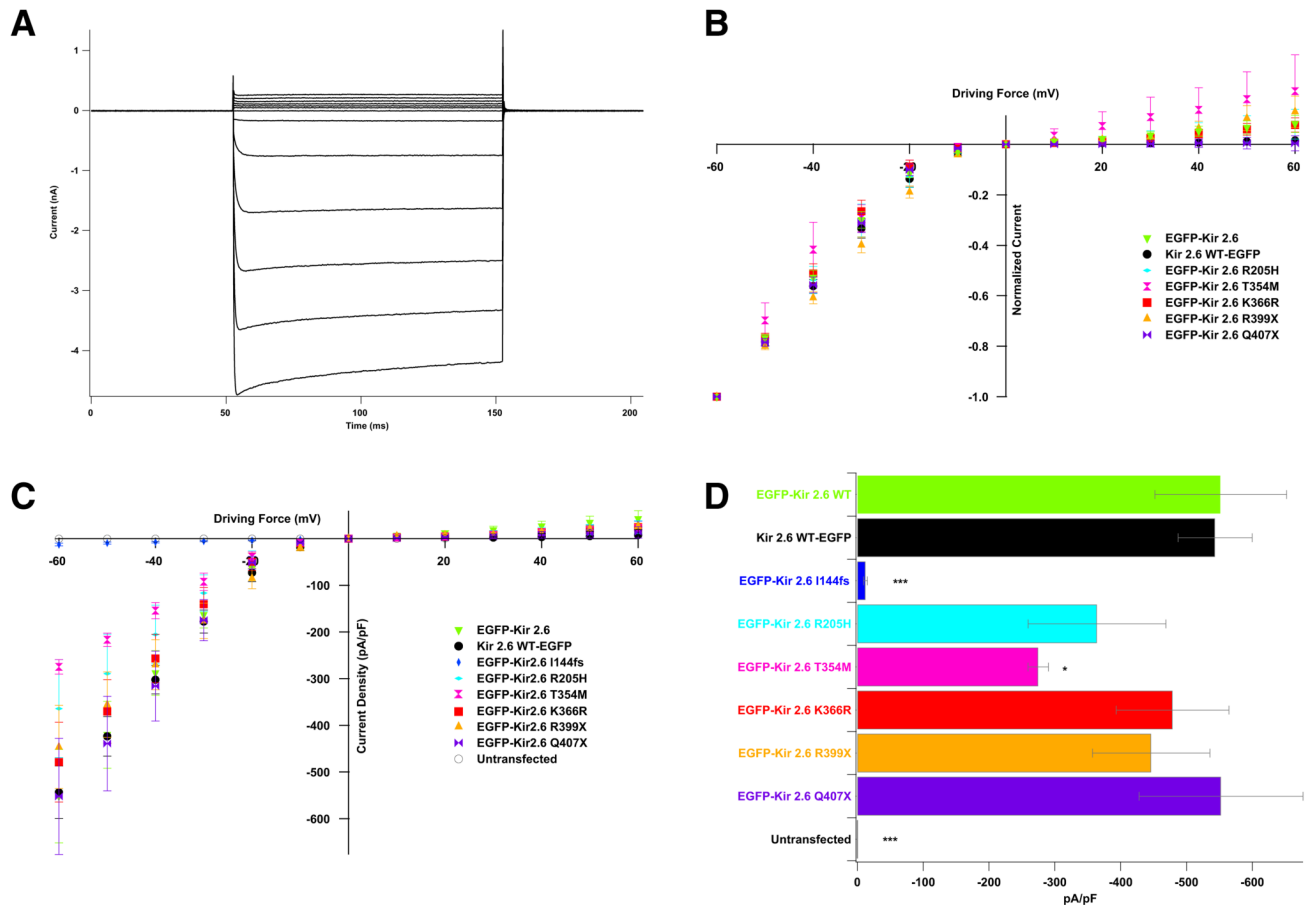 A
1
0
-1
-2
-3
-4
Current (nA)
0
50
100
150
200
Time (ms)
B
Driving Force (mV)
-60
-40
-20
20
40
60
-0.2
-0.4
-0.6
-0.8
-1.0
Normalized Current
EGFP-Kir 2.6
Kir 2.6 WT-EGFP
EGFP-Kir 2.6 R205H
EGFP-Kir 2.6 T354M
EGFP-Kir 2.6 K366R
EGFP-Kir 2.6 R399X
EGFP-Kir 2.6 Q407X
C
Driving Force (mV)
-60
-40
-20
20
40
60
-100
-200
-300
-400
-500
-600
Current Density (pA/pF)
EGFP-Kir 2.6
Kir 2.6 WT-EGFP
EGFP-Kir2.6 I144fs
EGFP-Kir2.6 R205H
EGFP-Kir2.6 T354M
EGFP-Kir2.6 K366R
EGFP-Kir2.6 R399X
EGFP-Kir2.6 Q407X
Untransfected
D
EGFP-Kir 2.6 WT
Kir 2.6 WT-EGFP
EGFP-Kir 2.6 I144fs
***
EGFP-Kir 2.6 R205H
EGFP-Kir 2.6 T354M
*
EGFP-Kir 2.6 K366R
EGFP-Kir 2.6 R399X
EGFP-Kir 2.6 Q407X
Untransfected
***
0
-100
-200
-300
-400
-500
-600
pA/pF